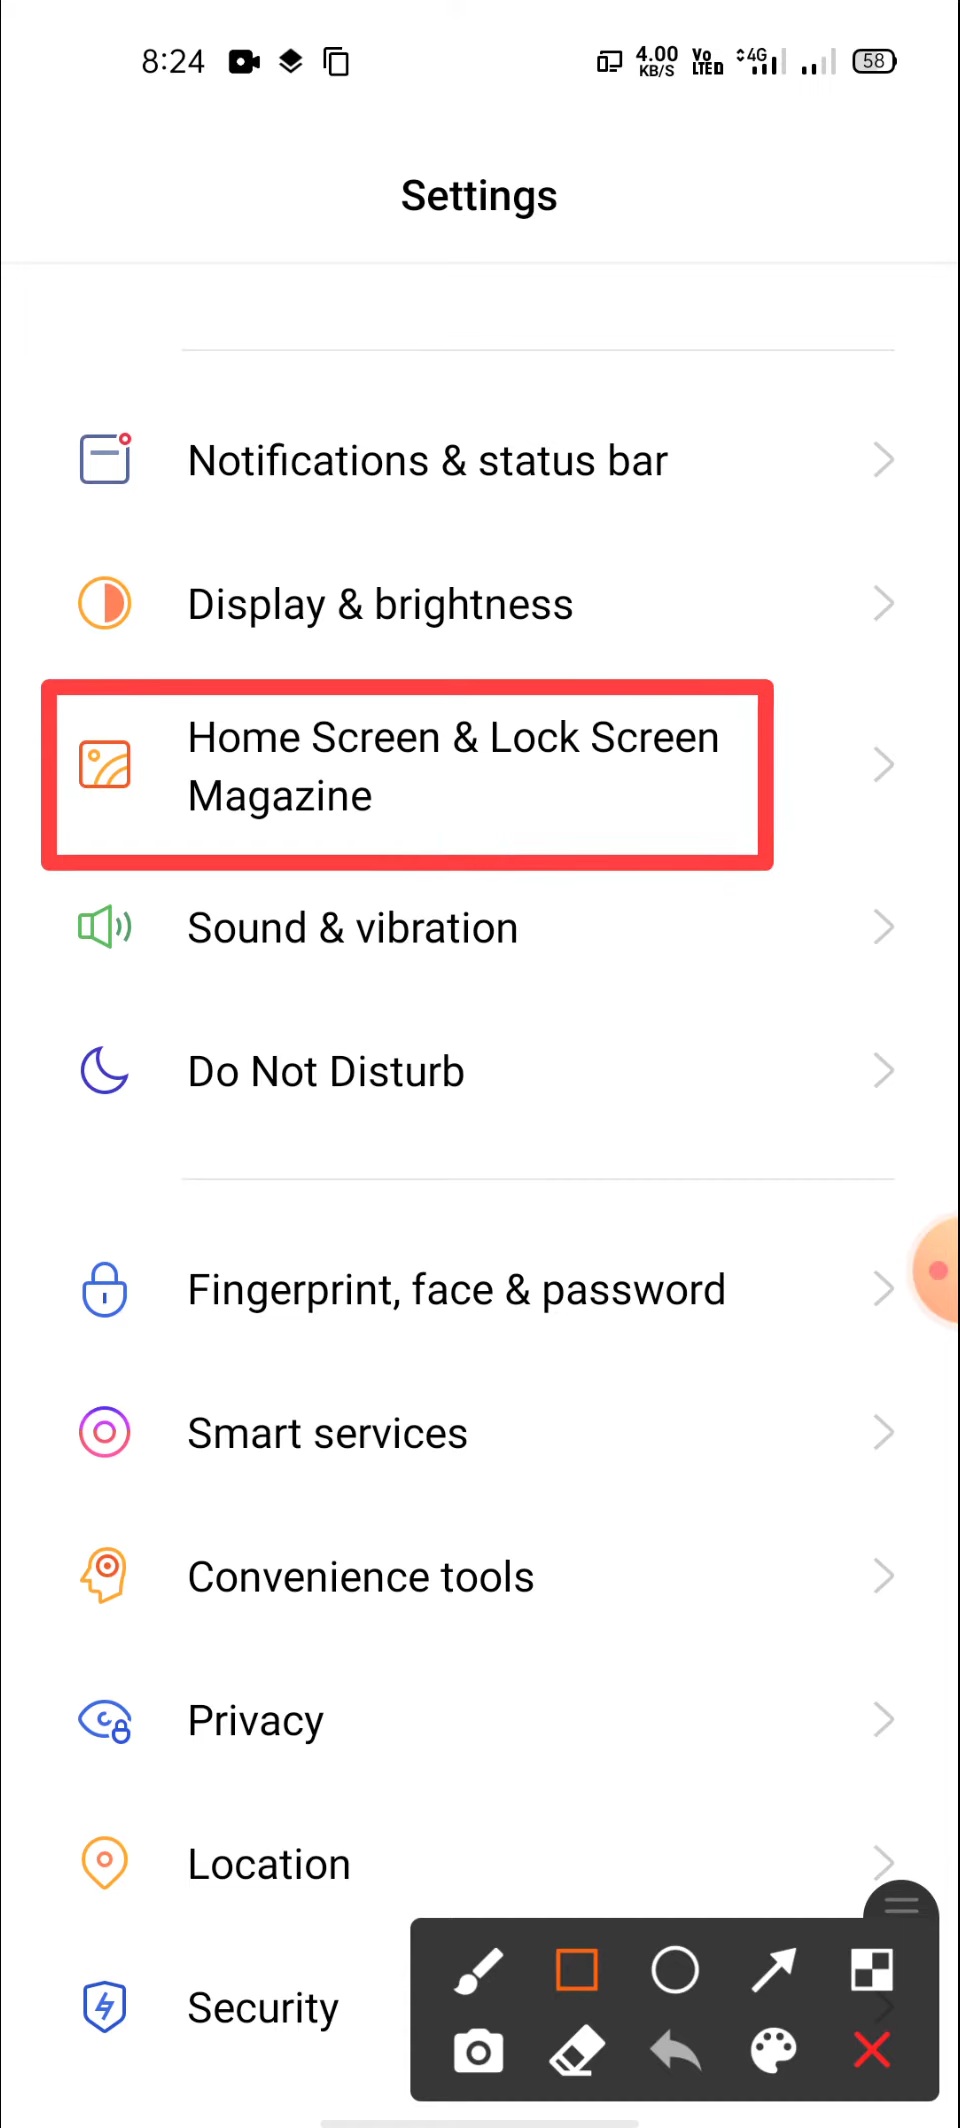 8:24 4.00 KB/S Vo LTED 4G 58
Settings
Notifications & status bar
Display & brightness
Home Screen & Lock Screen
Magazine
Sound & vibration
Do Not Disturb
Fingerprint, face & password
Smart services
Convenience tools
Privacy
Location
Security